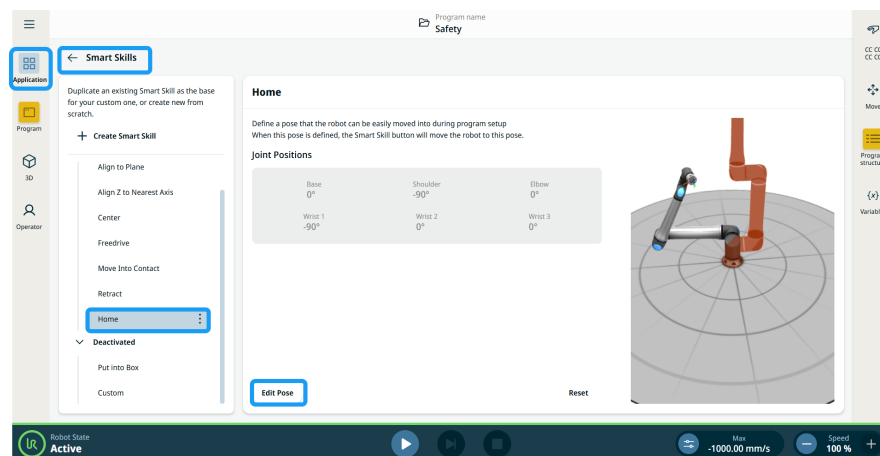 Program name
Safety
Application
Program
3D
Operator
Smart Skills
Duplicate an existing Smart Skill as the base
for your custom one, or create new from
scratch.
Create Smart Skill
Align to Plane
Align Z to Nearest Axis
Center
Freedrive
Move Into Contact
Retract
Home
Deactivated
Put into Box
Custom
Home
Define a pose that the robot can be easily moved into during program setup
When this pose is defined, the Smart Skill button will move the robot to this pose.
Joint Positions
Base Shoulder Elbow
0° -90° 0°
Wrist 1 Wrist 2 Wrist 3
-90° 0° 0°
Edit Pose Reset
Move
{x}
Robot State
Active
Max
-1000.00 mm/s
Speed
100 %